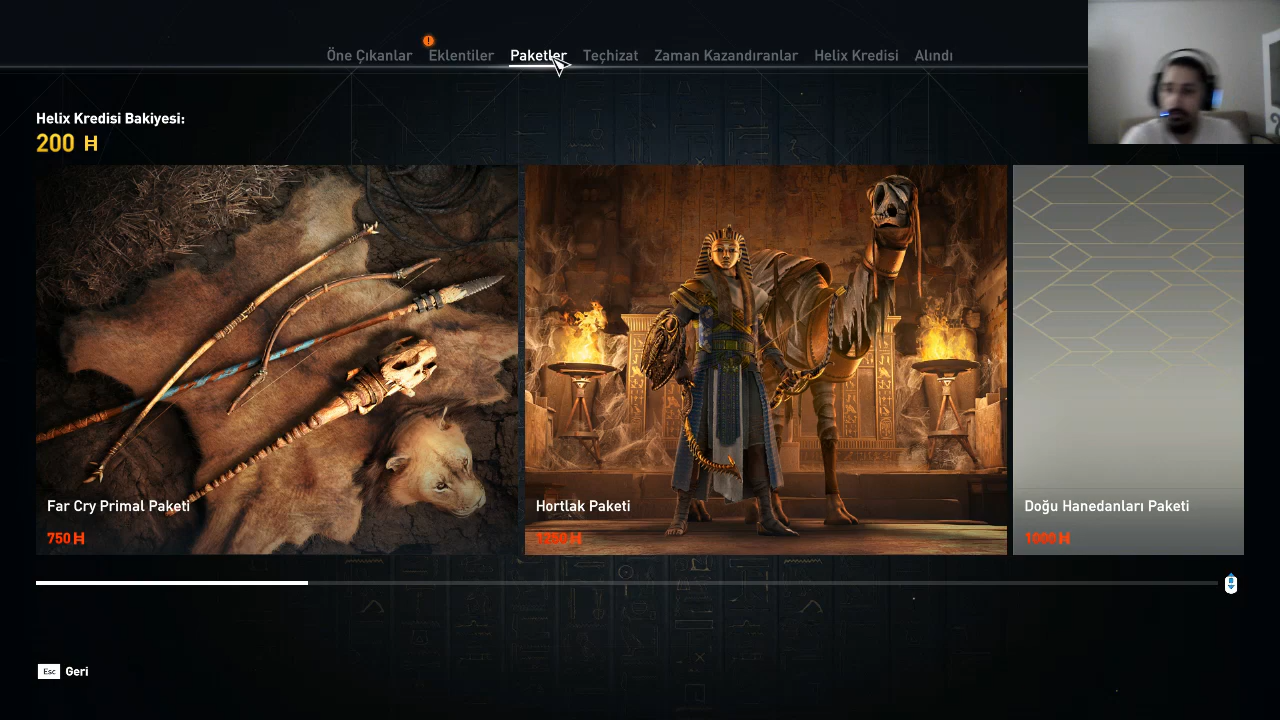 !
Öne Çıkanlar Eklentiler Paketler Teçhizat Zaman Kazandıranlar Helix Kredisi Alındı
Helix Kredisi Bakiyesi:
200 H
Far Cry Primal Paketi
750 H
Hortlak Paketi
1250 H
Doğu Hanedanları Paketi
1000 H
Esc Geri